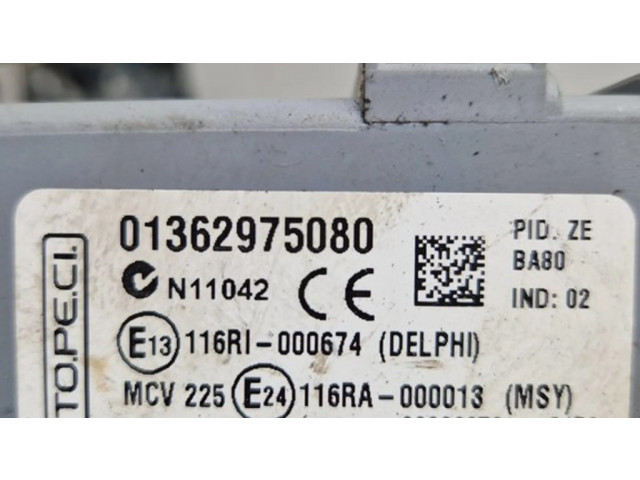 TO.PE.CI.
01362975080
PID. ZE
BA80
IND: 02
N11042 CE
E13 116RI-000674 (DELPHI)
MCV 225 E24 116RA-000013 (MSY)